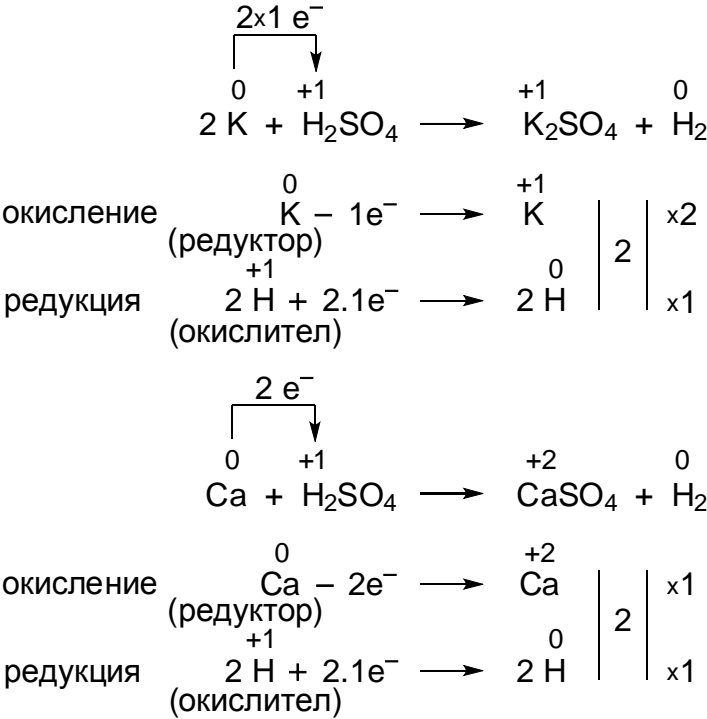 2x1 e⁻
0 +1 +1 0
2 K + H₂SO₄ → K₂SO₄ + H₂
0 +1
окисление K – 1e⁻ → K x2
(редуктор) 2
+1 0
редукция 2 H + 2.1e⁻ → 2 H x1
(окислител)
2 e⁻
0 +1 +2 0
Ca + H₂SO₄ → CaSO₄ + H₂
0 +2
окисление Ca – 2e⁻ → Ca x1
(редуктор) 2
+1 0
редукция 2 H + 2.1e⁻ → 2 H x1
(окислител)